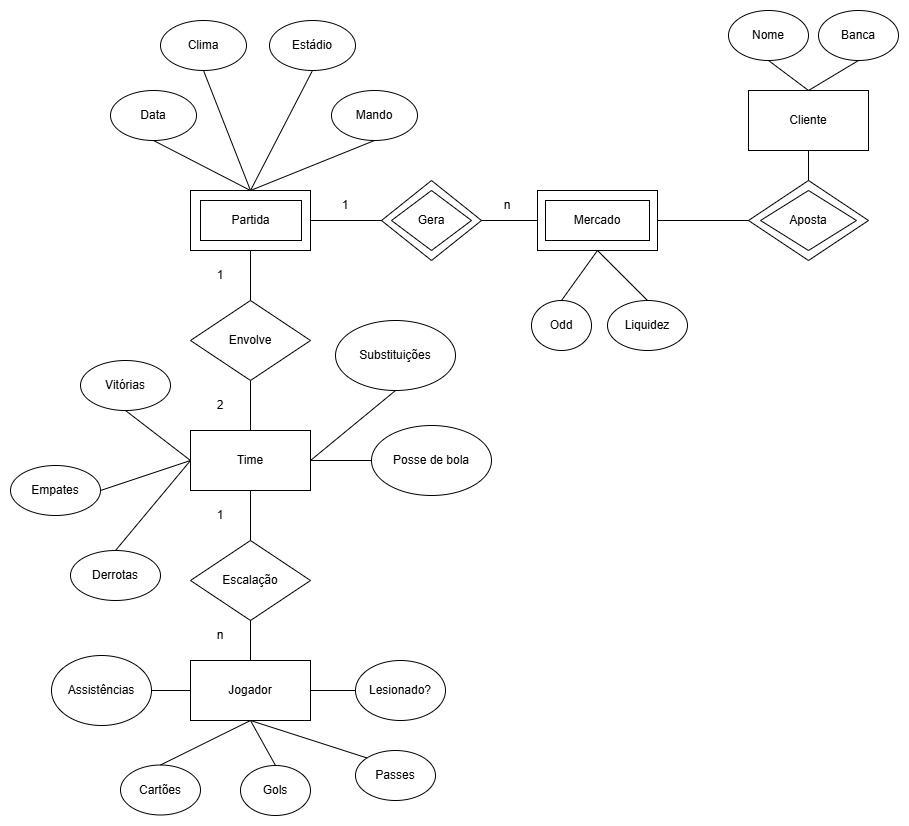 Nome
Banca
Clima
Estádio
Data
Mando
Cliente
Partida
1
Gera
n
Mercado
Aposta
1
Envolve
Odd
Liquidez
Substituições
Vitórias
2
Time
Posse de bola
Empates
1
Derrotas
Escalação
n
Assistências
Jogador
Lesionado?
Cartões
Gols
Passes